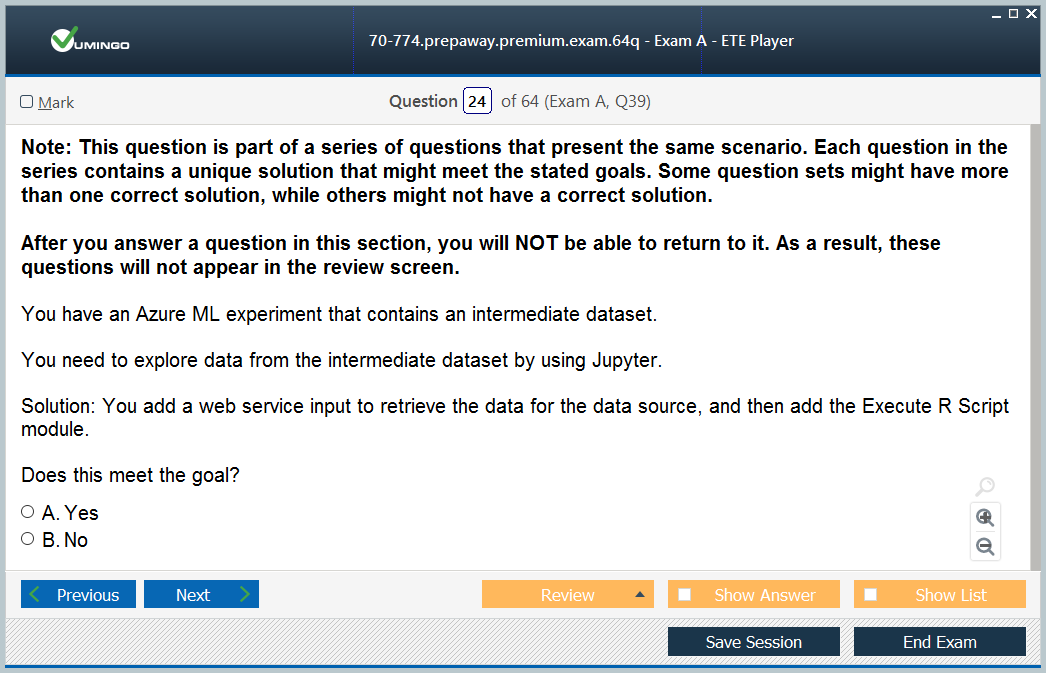 VUMINGO
70-774.prepaway.premium.exam.64q - Exam A - ETE Player
Mark
Question 24 of 64 (Exam A, Q39)
Note: This question is part of a series of questions that present the same scenario. Each question in the
series contains a unique solution that might meet the stated goals. Some question sets might have more
than one correct solution, while others might not have a correct solution.
After you answer a question in this section, you will NOT be able to return to it. As a result, these
questions will not appear in the review screen.
You have an Azure ML experiment that contains an intermediate dataset.
You need to explore data from the intermediate dataset by using Jupyter.
Solution: You add a web service input to retrieve the data for the data source, and then add the Execute R Script
module.
Does this meet the goal?
A. Yes
B. No
Previous
Next
Review
Show Answer
Show List
Save Session
End Exam